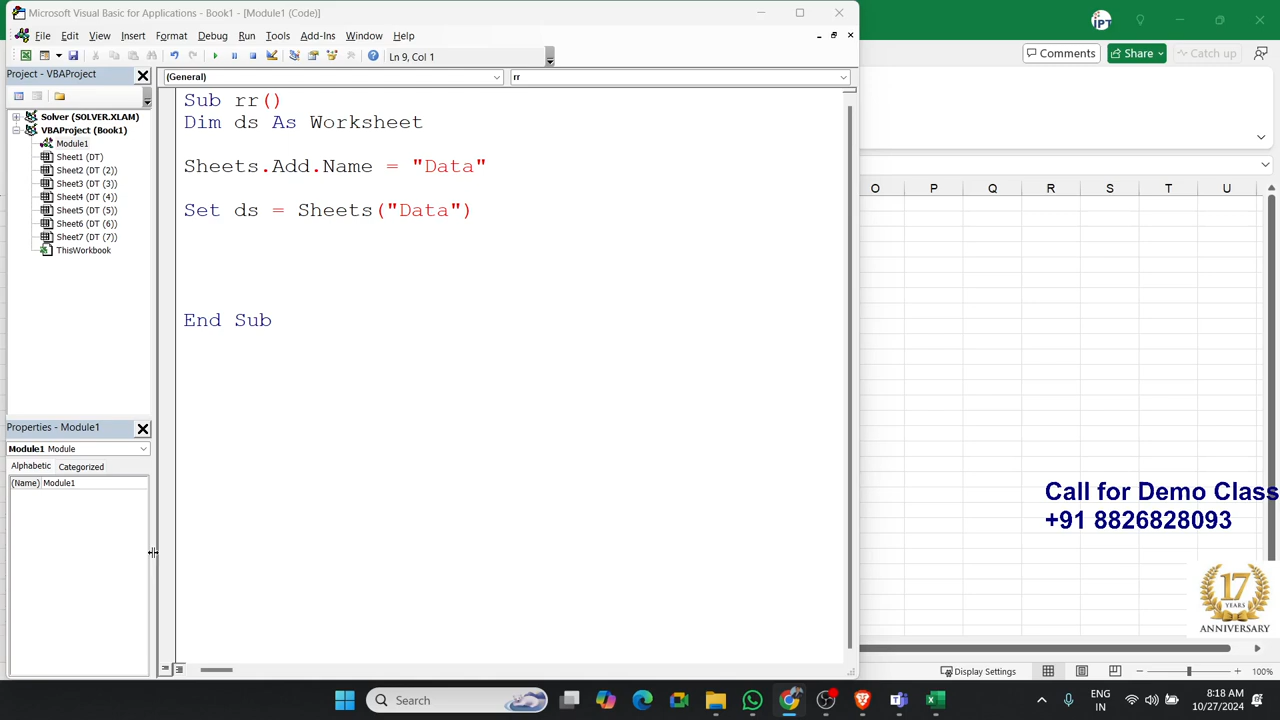 Microsoft Visual Basic for Applications - Book1 - [Module1 (Code)]
File Edit View Insert Format Debug Run Tools Add-Ins Window Help
Ln 9, Col 1
Comments Share Catch up
Project - VBAProject
(General) rr
Solver (SOLVER.XLAM)
VBAProject (Book1)
Module1
Sheet1 (DT)
Sheet2 (DT (2))
Sheet3 (DT (3))
Sheet4 (DT (4))
Sheet5 (DT (5))
Sheet6 (DT (6))
Sheet7 (DT (7))
ThisWorkbook
Sub rr()
Dim ds As Worksheet
Sheets.Add.Name = "Data"
Set ds = Sheets("Data")
End Sub
O P Q R S T U
Properties - Module1
Module1 Module
Alphabetic Categorized
(Name) Module1
Call for Demo Class
+91 8826828093
17
YEARS
ANNIVERSARY
Display Settings
100%
Search
ENG
IN
8:18 AM
10/27/2024